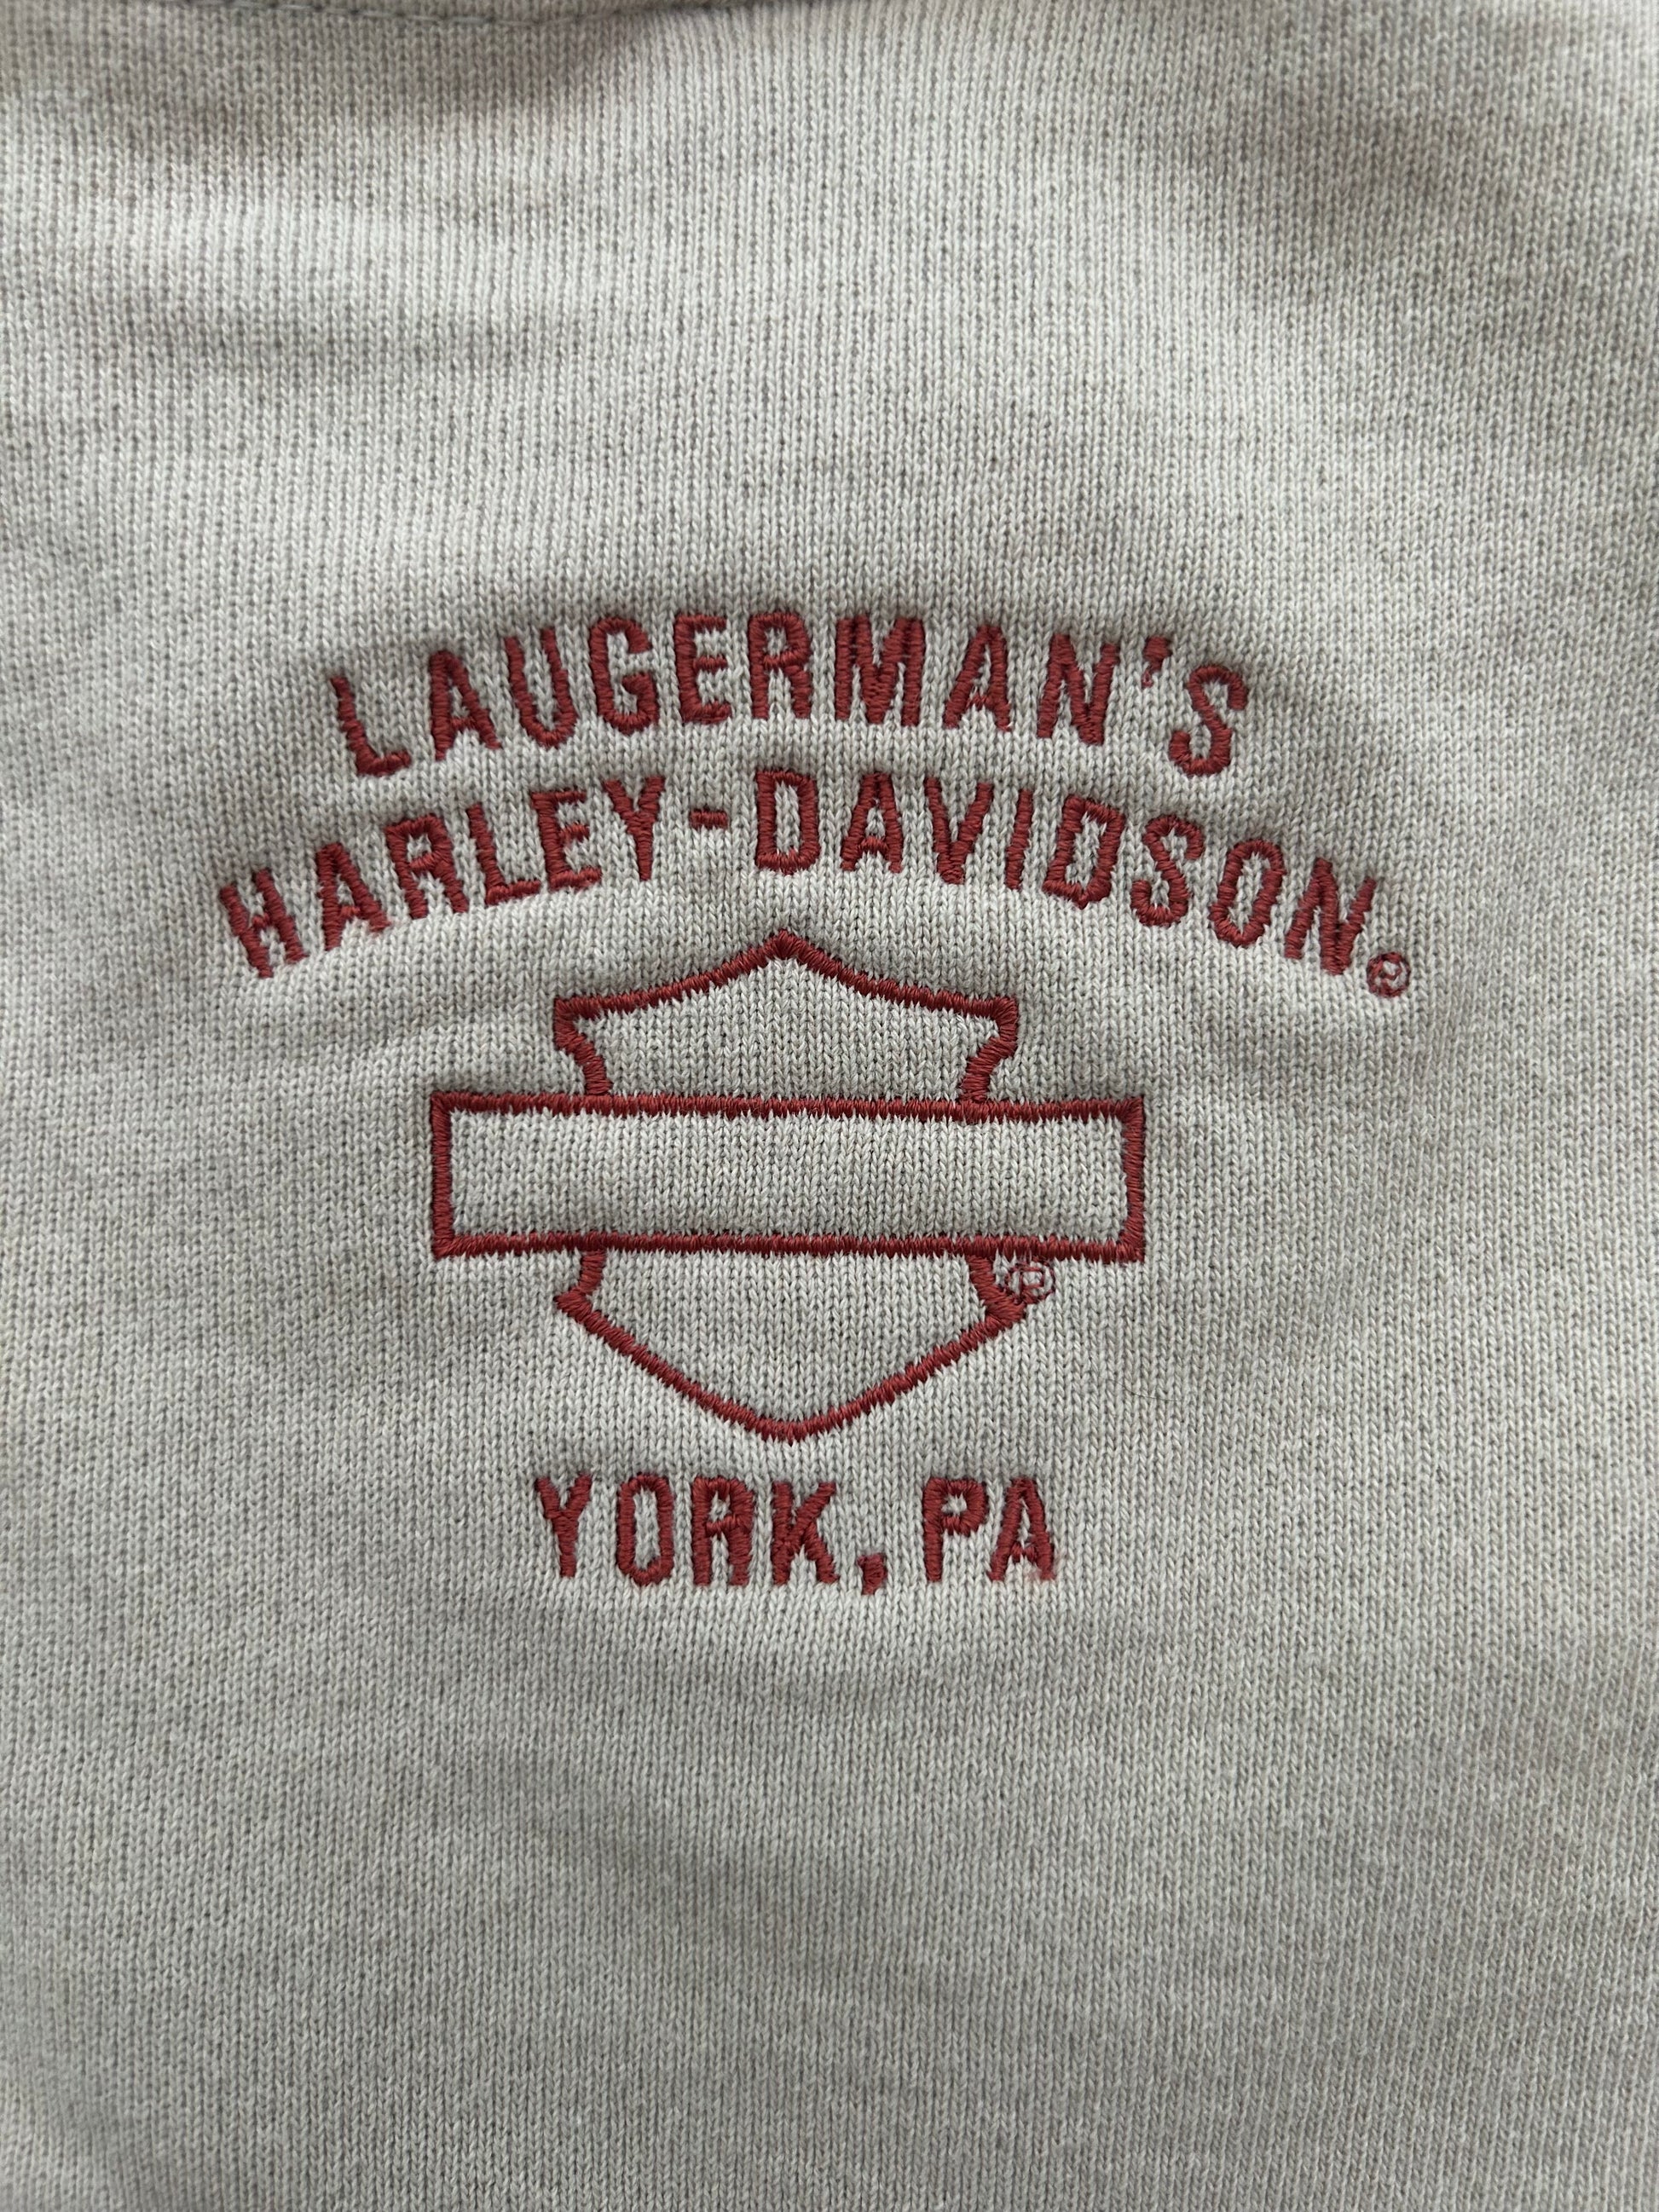 LAUGERMAN'S
HARLEY-DAVIDSON®
®
YORK, PA